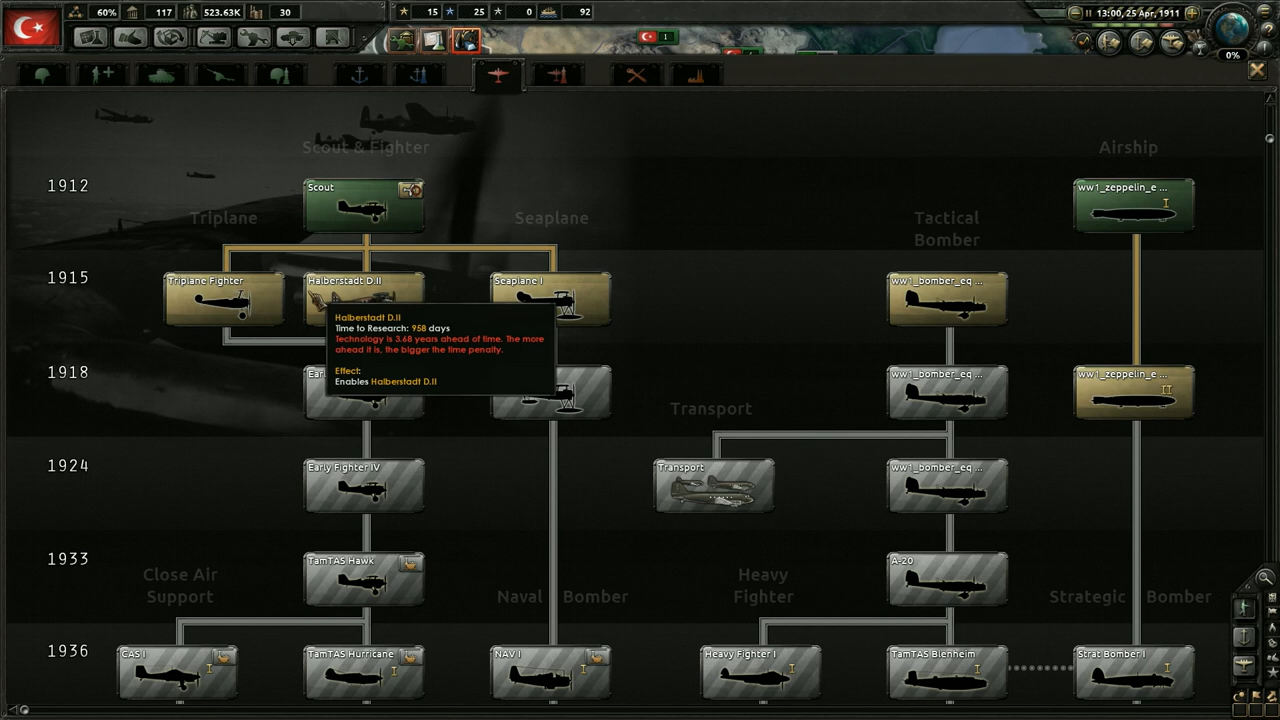 60% 117 523.63K 30 15 25 0 92 1 13:00, 25 Apr, 1911
0%
Scout & Fighter Airship
1912 Scout ww1_zeppelin_e ... I
Triplane Seaplane Tactical Bomber
1915 Triplane Fighter Halberstadt D.II Seaplane I ww1_bomber_eq ...
Halberstadt D.II
Time to Research: 958 days
Technology is 3.68 years ahead of time. The more
ahead it is, the bigger the time penalty.
Effect:
Enables Halberstadt D.II
1918 Earl ww1_bomber_eq ... ww1_zeppelin_e ... II
Transport
1924 Early Fighter IV Transport ww1_bomber_eq ...
1933 TamTAS Hawk A-20
Close Air Support Naval Bomber Heavy Fighter Strategic Bomber
1936 CAS I I TamTAS Hurricane I NAV I I Heavy Fighter I I TamTAS Blenheim I Strat Bomber I I